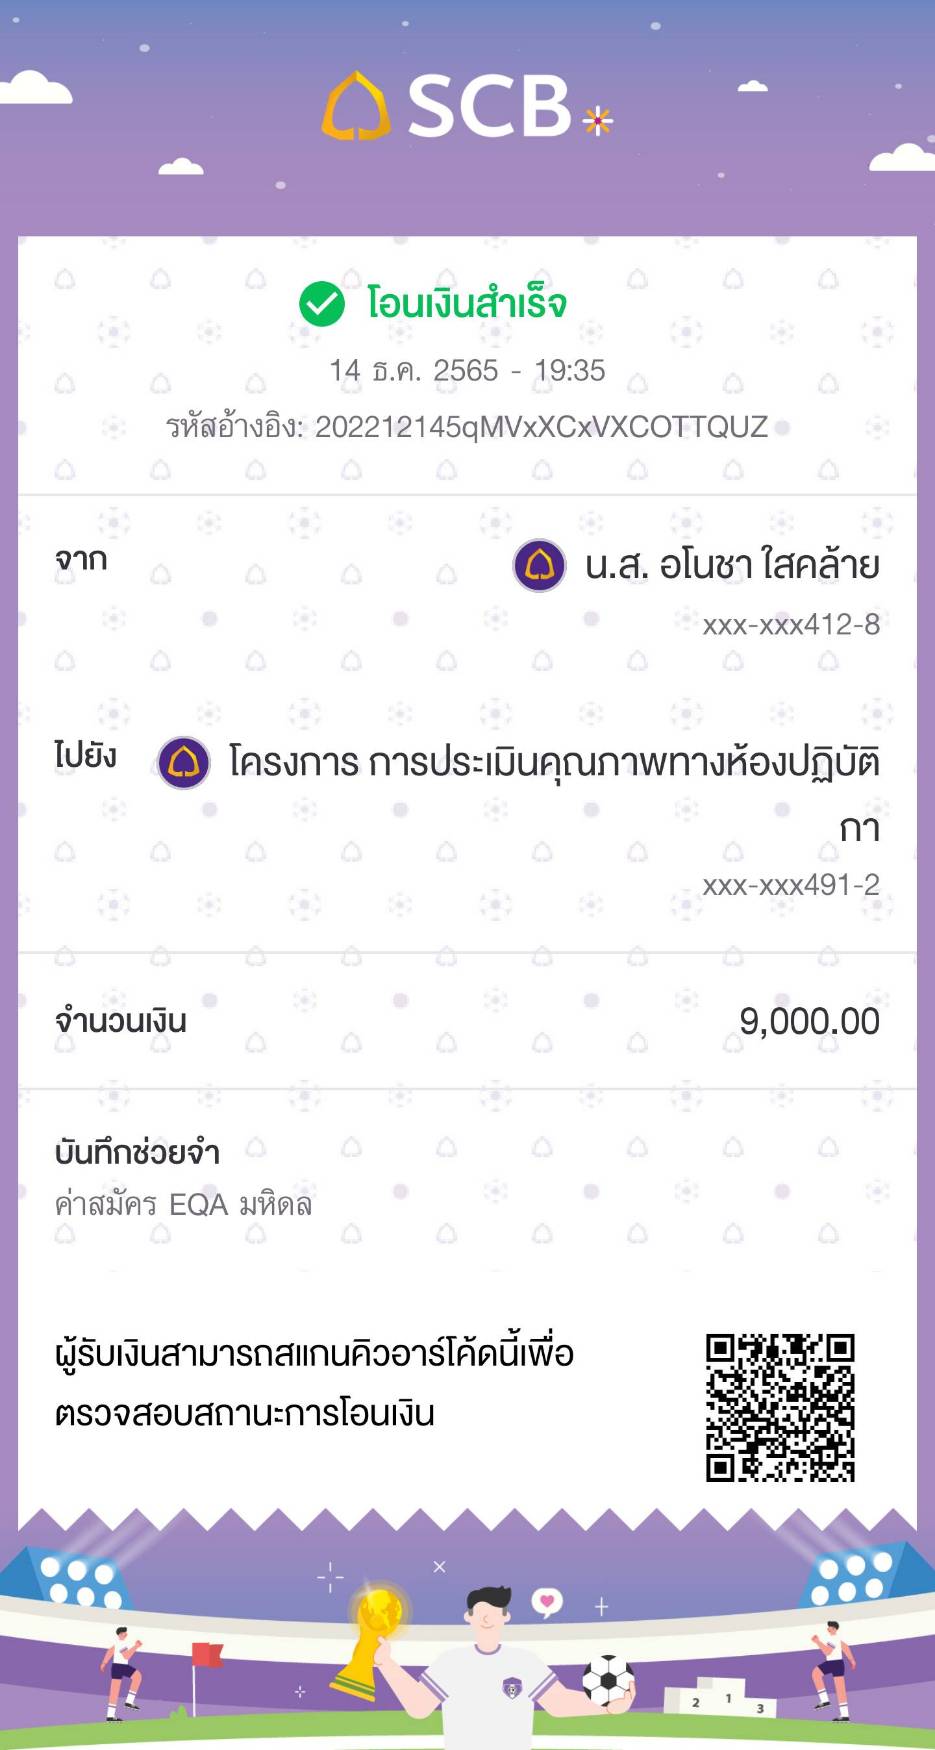 SCB
โอนเงินสำเร็จ
14 ธ.ค. 2565 - 19:35
รหัสอ้างอิง: 202212145qMVxXCxVXCOTTQUZ
จาก
น.ส. อโนชา ใสคล้าย
xxx-xxx412-8
ไปยัง
โครงการ การประเมินคุณภาพทางห้องปฏิบัติ
กา
xxx-xxx491-2
จำนวนเงิน
9,000.00
บันทึกช่วยจำ
ค่าสมัคร EQA มหิดล
ผู้รับเงินสามารถสแกนคิวอาร์โค้ดนี้เพื่อ
ตรวจสอบสถานะการโอนเงิน
2 1 3